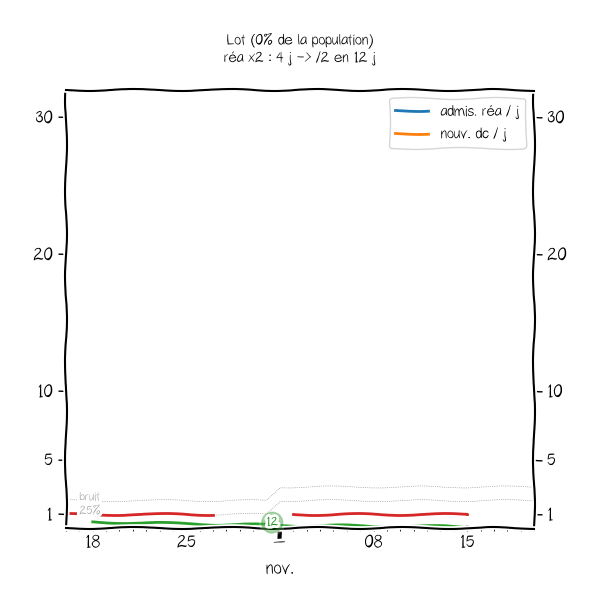 Lot (0% de la population)
réa x2 : 4 j -> /2 en 12 j
admis. réa / j
nouv. dc / j
30
30
20
20
10
10
5
5
bruit
25%
1
12
1
18
25
1
08
15
nov.